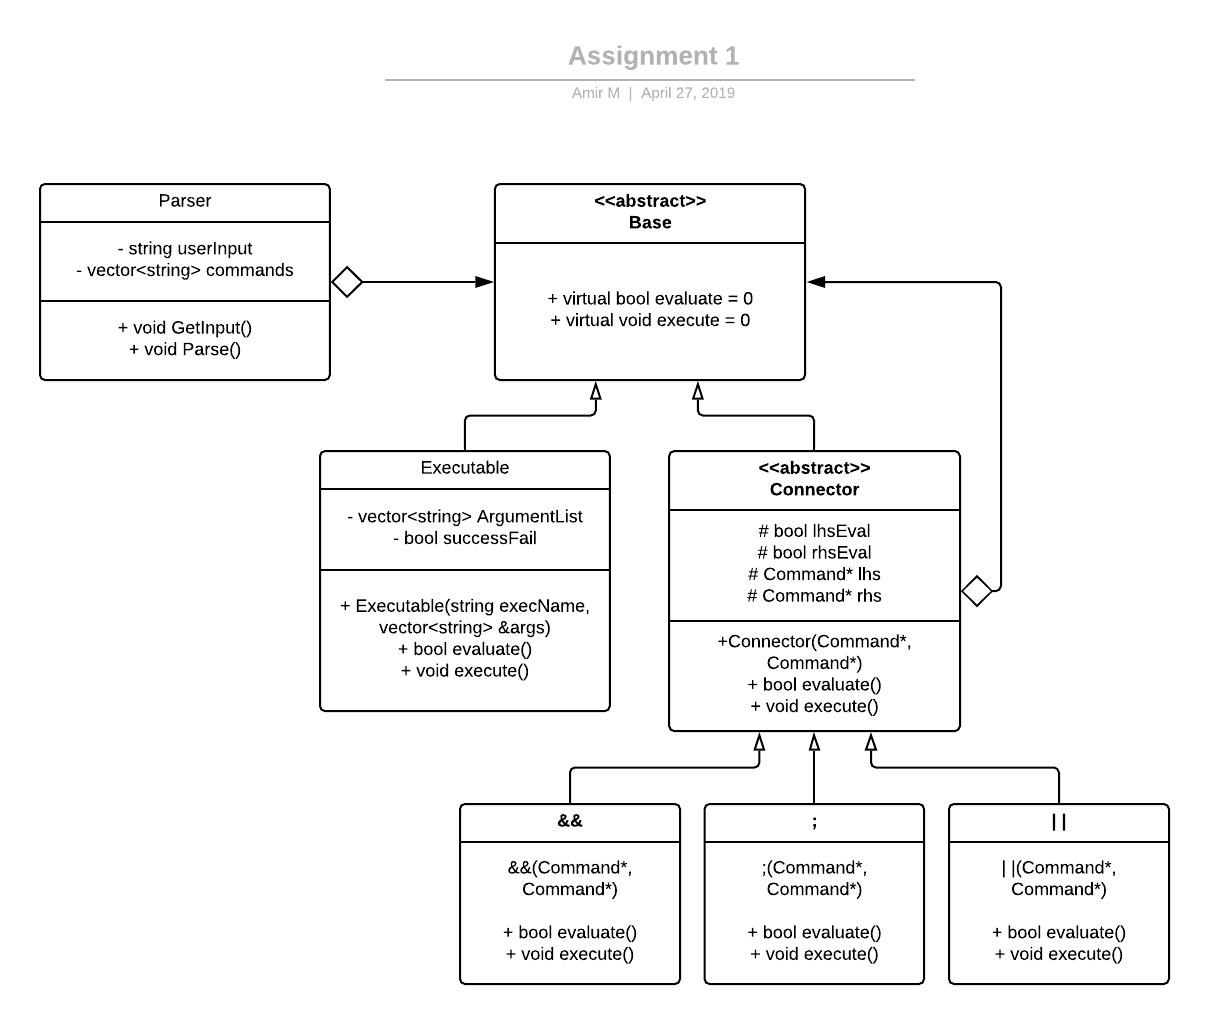 Assignment 1
Amir M | April 27, 2019
Parser
- string userInput
- vector<string> commands
+ void GetInput()
+ void Parse()
<<abstract>>
Base
+ virtual bool evaluate = 0
+ virtual void execute = 0
Executable
- vector<string> ArgumentList
- bool successFail
+ Executable(string execName,
vector<string> &args)
+ bool evaluate()
+ void execute()
<<abstract>>
Connector
# bool lhsEval
# bool rhsEval
# Command* lhs
# Command* rhs
+Connector(Command*,
Command*)
+ bool evaluate()
+ void execute()
&&
&&(Command*,
Command*)
+ bool evaluate()
+ void execute()
;
;(Command*,
Command*)
+ bool evaluate()
+ void execute()
| |
| |(Command*,
Command*)
+ bool evaluate()
+ void execute()